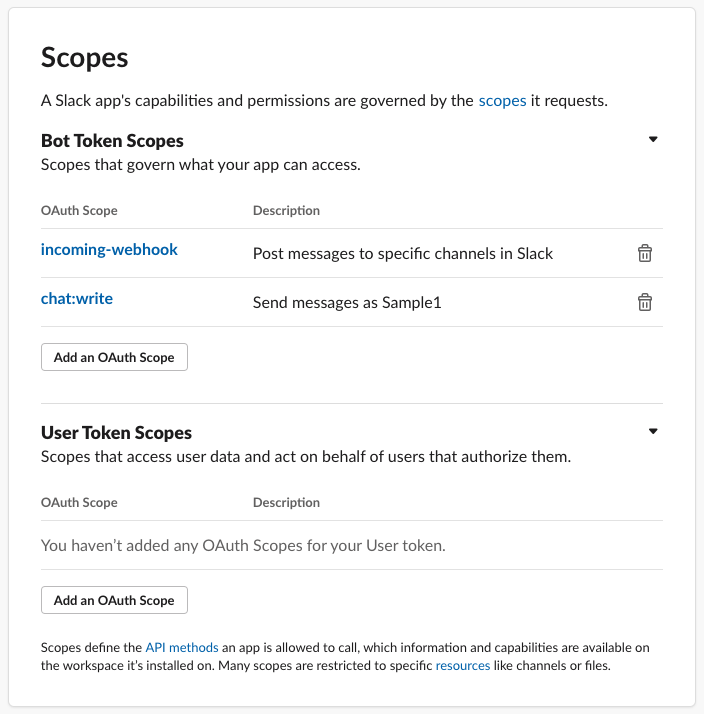 Scopes
A Slack app's capabilities and permissions are governed by the scopes it requests.
Bot Token Scopes
Scopes that govern what your app can access.
OAuth Scope Description
incoming-webhook Post messages to specific channels in Slack
chat:write Send messages as Sample1
Add an OAuth Scope
User Token Scopes
Scopes that access user data and act on behalf of users that authorize them.
OAuth Scope Description
You haven’t added any OAuth Scopes for your User token.
Add an OAuth Scope
Scopes define the API methods an app is allowed to call, which information and capabilities are available on
the workspace it’s installed on. Many scopes are restricted to specific resources like channels or files.